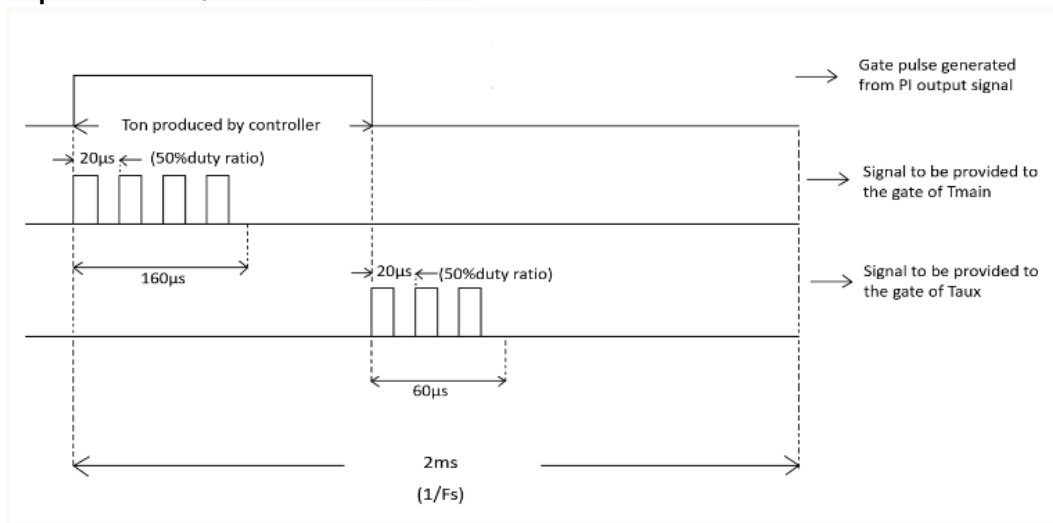 Gate pulse generated
from PI output signal
Ton produced by controller
20μs (50%duty ratio)
Signal to be provided to
the gate of Tmain
160μs
20μs (50%duty ratio)
Signal to be provided to
the gate of Taux
60μs
2ms
(1/Fs)